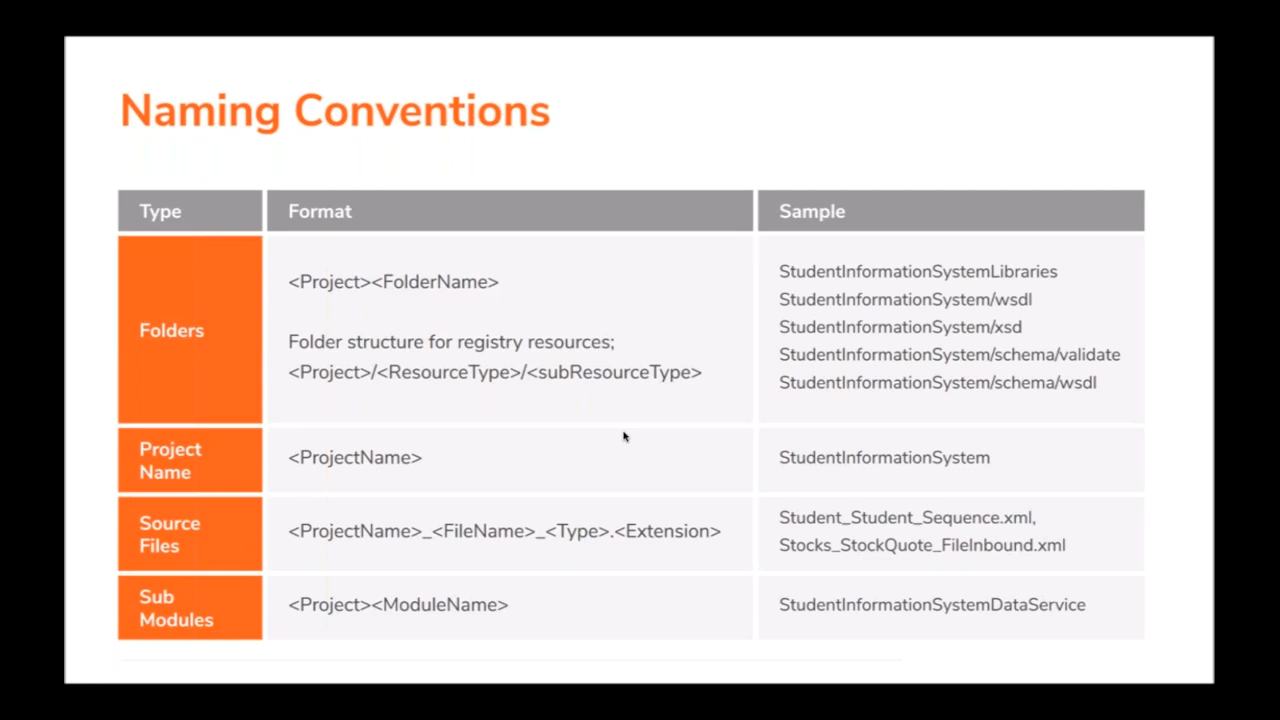 Naming Conventions
Type
Format
Sample
Folders
<Project><FolderName>
Folder structure for registry resources;
<Project>/<ResourceType>/<subResourceType>
StudentInformationSystemLibraries
StudentInformationSystem/wsdl
StudentInformationSystem/xsd
StudentInformationSystem/schema/validate
StudentInformationSystem/schema/wsdl
Project
Name
<ProjectName>
StudentInformationSystem
Source
Files
<ProjectName>_<FileName>_<Type>.<Extension>
Student_Student_Sequence.xml,
Stocks_StockQuote_FileInbound.xml
Sub
Modules
<Project><ModuleName>
StudentInformationSystemDataService